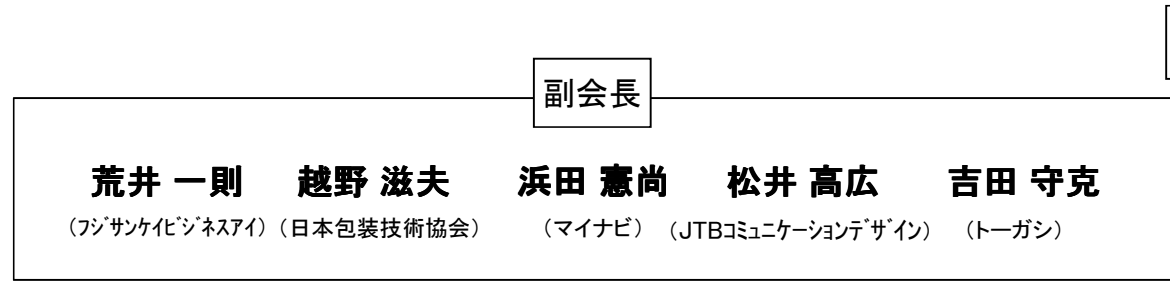 副会長
荒井 一則 越野 滋夫 浜田 憲尚 松井 高広 吉田 守克
(フジサンケイビジネスアイ) (日本包装技術協会) (マイナビ) (JTBコミュニケーションデザイン) (トーガシ)